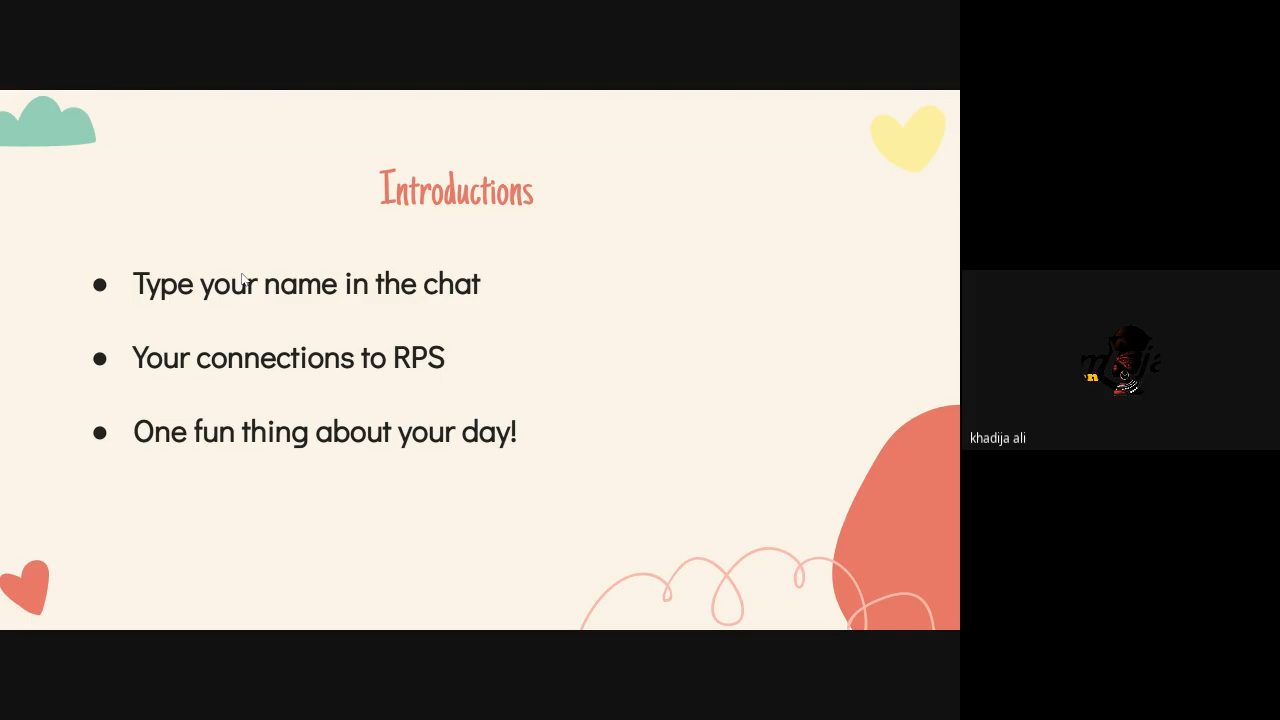 Introductions
● Type your name in the chat
● Your connections to RPS
● One fun thing about your day!
khadija ali